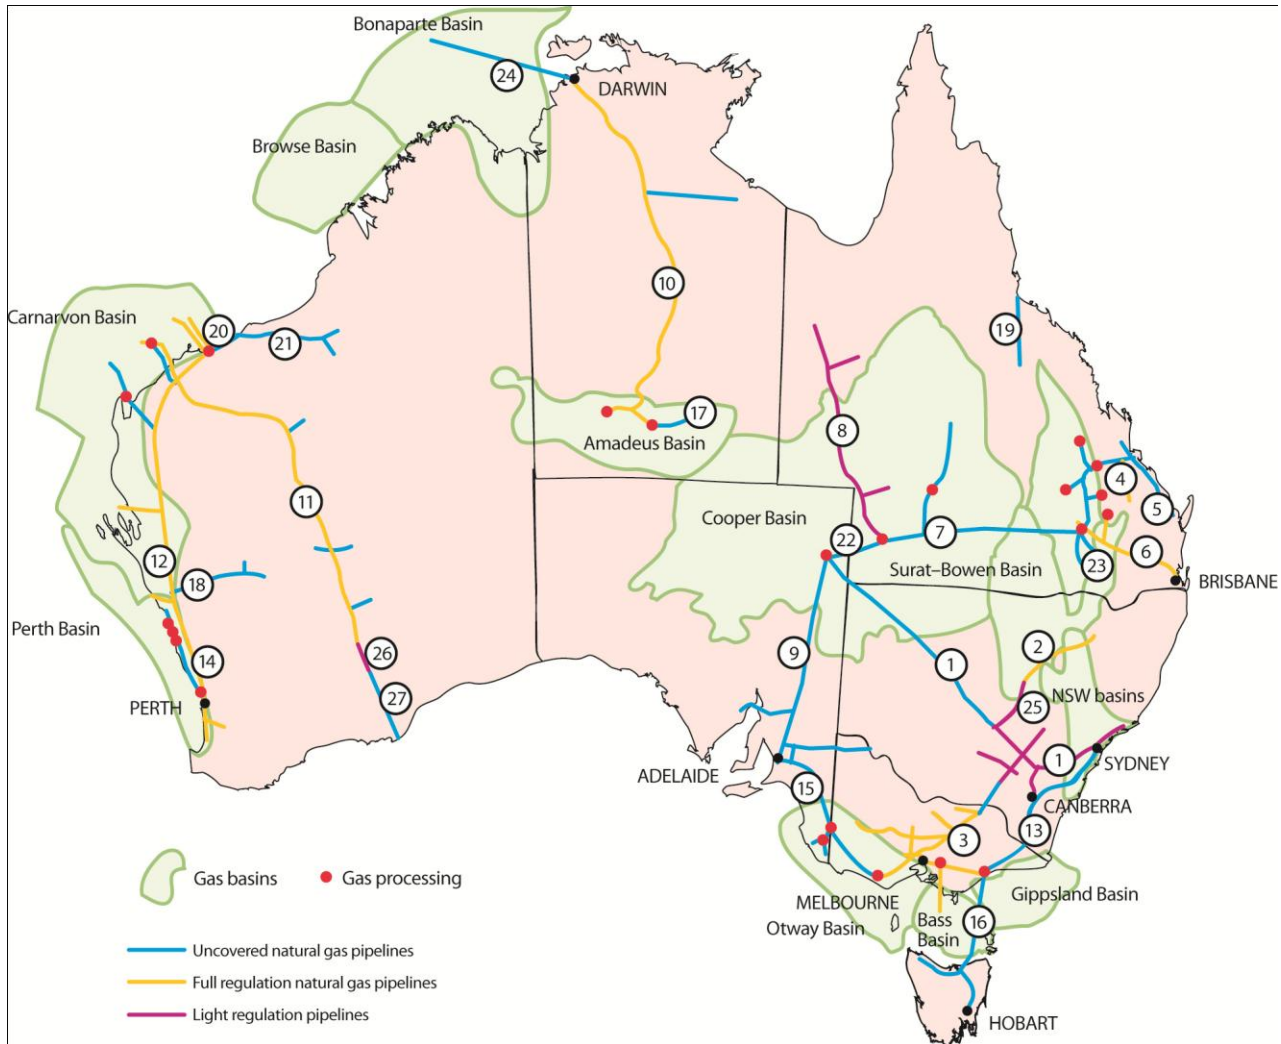 Bonaparte Basin
24
DARWIN
Browse Basin
10
Carnarvon Basin
20
21
19
17
8
Amadeus Basin
4
11
5
Cooper Basin
7
22
6
12
18
Surat–Bowen Basin
23
BRISBANE
Perth Basin
2
9
26
14
1
27
25
NSW basins
PERTH
1
SYDNEY
ADELAIDE
15
CANBERRA
13
3
Gas basins
Gas processing
MELBOURNE
Gippsland Basin
Otway Basin
Bass
Basin
16
Uncovered natural gas pipelines
Full regulation natural gas pipelines
Light regulation pipelines
HOBART